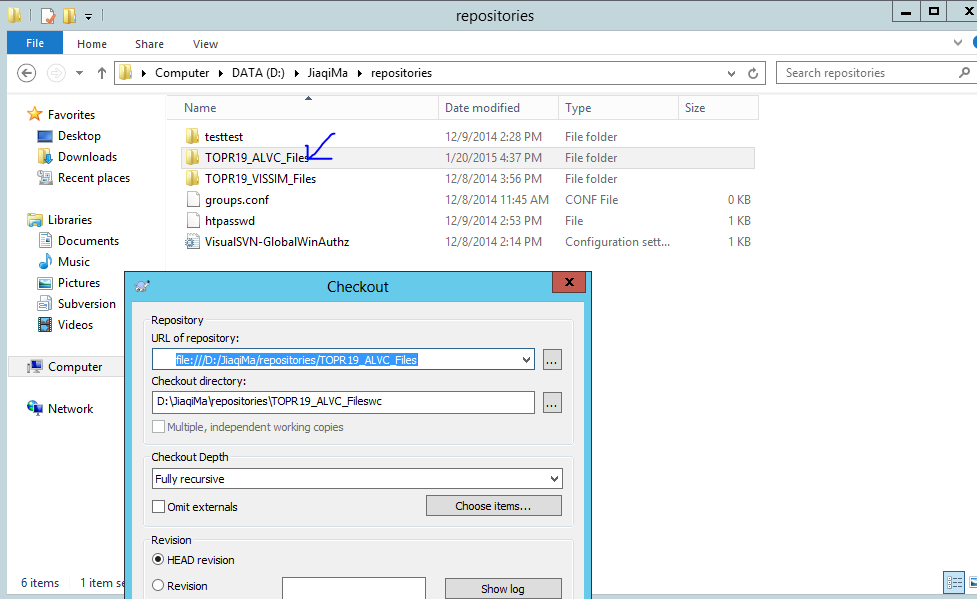 repositories
File Home Share View
Computer DATA (D:) JiaqiMa repositories Search repositories
Name Date modified Type Size
Favorites
Desktop
Downloads
Recent places
Libraries
Documents
Music
Pictures
Subversion
Videos
Computer
Network
testtest 12/9/2014 2:28 PM File folder
TOPR19_ALVC_Files 1/20/2015 4:37 PM File folder
TOPR19_VISSIM_Files 12/8/2014 3:56 PM File folder
groups.conf 12/8/2014 11:45 AM CONF File 0 KB
htpasswd 12/9/2014 2:53 PM File 1 KB
VisualSVN-GlobalWinAuthz 12/8/2014 2:14 PM Configuration sett... 1 KB
Checkout
Repository
URL of repository:
file:///D:/JiaqiMa/repositories/TOPR19_ALVC_Files
...
Checkout directory:
D:\JiaqiMa\repositories\TOPR19_ALVC_Fileswc
...
Multiple, independent working copies
Checkout Depth
Fully recursive
Omit externals Choose items...
Revision
HEAD revision
Revision Show log
6 items 1 item se